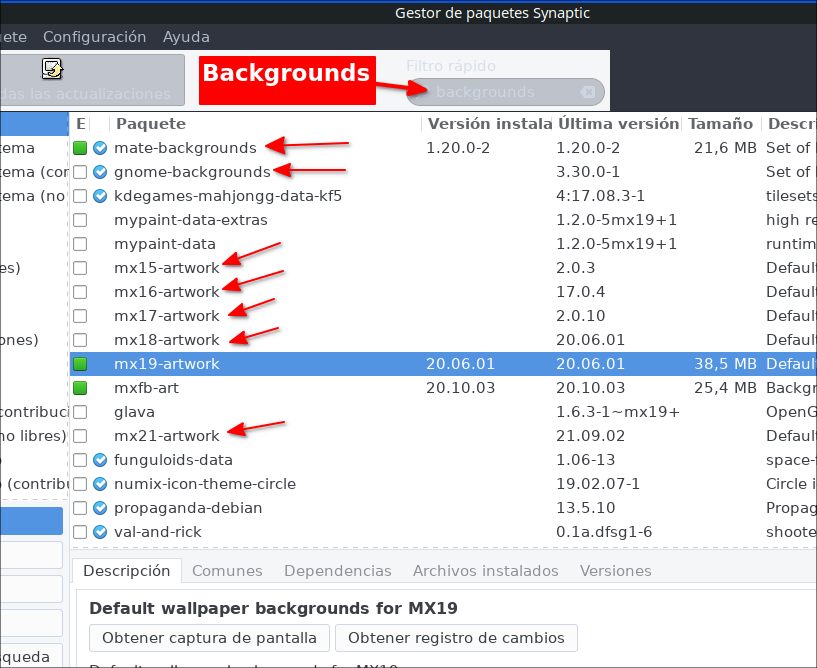 Gestor de paquetes Synaptic
uete Configuración Ayuda
das las actualizaciones
Backgrounds
Filtro rápido
backgrounds
E Paquete Versión instala Última versión Tamaño Descr
tema mate-backgrounds 1.20.0-2 1.20.0-2 21,6 MB Set of
tema (con gnome-backgrounds 3.30.0-1 Set of
tema (no kdegames-mahjongg-data-kf5 4:17.08.3-1 tilesets
mypaint-data-extras 1.2.0-5mx19+1 high re
mypaint-data 1.2.0-5mx19+1 runtim
es) mx15-artwork 2.0.3 Default
mx16-artwork 17.0.4 Default
mx17-artwork 2.0.10 Default
ones) mx18-artwork 20.06.01 Default
mx19-artwork 20.06.01 20.06.01 38,5 MB Default
mxfb-art 20.10.03 20.10.03 25,4 MB Backgr
contribuci glava 1.6.3-1~mx19+ OpenG
no libres) mx21-artwork 21.09.02 Default
funguloids-data 1.06-13 space-
(contribu numix-icon-theme-circle 19.02.07-1 Circle i
propaganda-debian 13.5.10 Propag
val-and-rick 0.1a.dfsg1-6 shoote
Descripción Comunes Dependencias Archivos instalados Versiones
Default wallpaper backgrounds for MX19
Obtener captura de pantalla Obtener registro de cambios
squeda